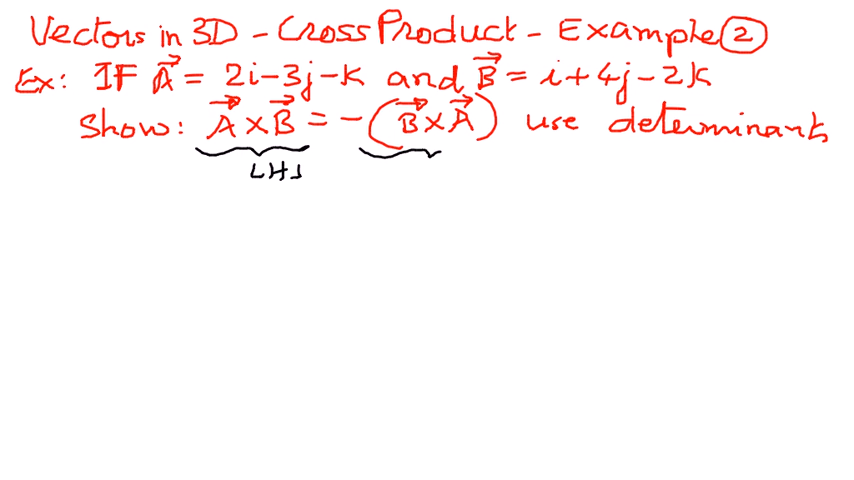 Vectors in 3D - Cross Product - Example ②
Ex: IF A⃗ = 2i-3j-k and B⃗ = i+4j-2k
Show: A⃗ × B⃗ = -(B⃗ × A⃗) use determinants
LHS